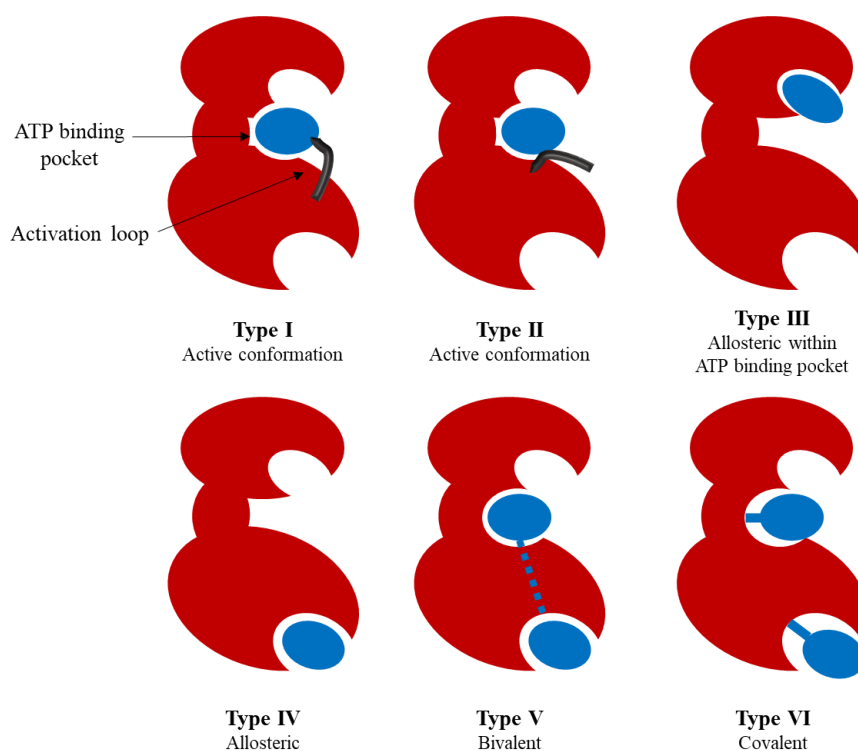 ATP binding
pocket
Activation loop
Type I
Active conformation
Type II
Active conformation
Type III
Allosteric within
ATP binding pocket
Type IV
Allosteric
Type V
Bivalent
Type VI
Covalent